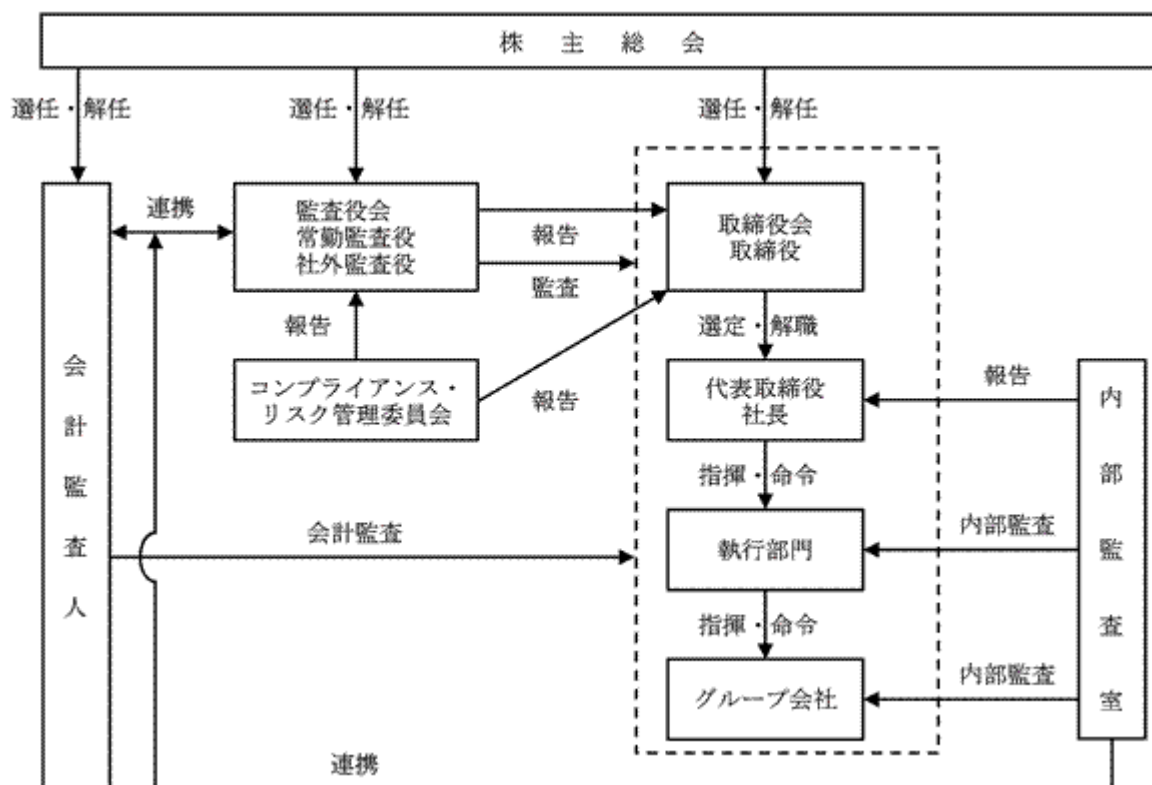 株主総会
選任・解任
選任・解任
選任・解任
連携
監査役会
常勤監査役
社外監査役
報告
監査
取締役会
取締役
報告
選定・解職
コンプライアンス・
リスク管理委員会
報告
代表取締役
社長
報告
指揮・命令
会計監査
執行部門
内部監査
指揮・命令
グループ会社
内部監査
会計監査人
内部監査室
連携